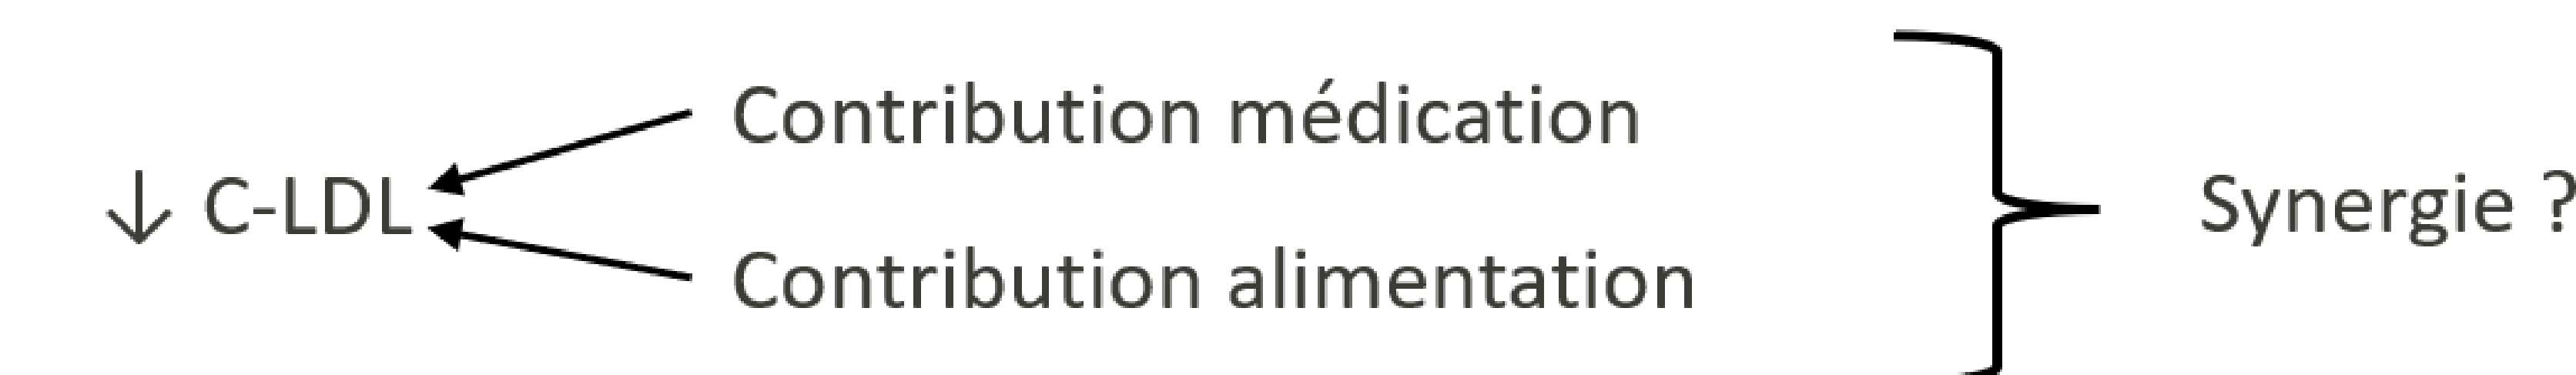 Contribution médication
↓ C-LDL
Synergie ?
Contribution alimentation